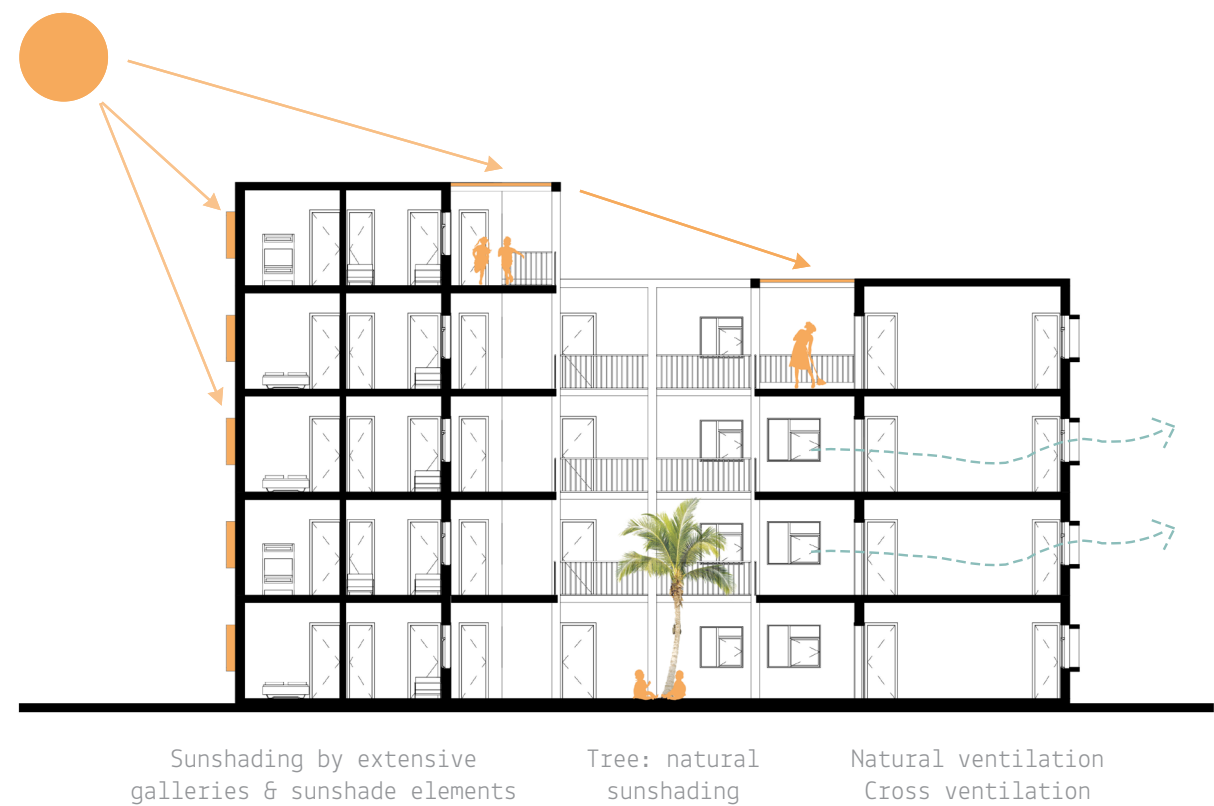 Sunshading by extensive
galleries & sunshade elements
Tree: natural
sunshading
Natural ventilation
Cross ventilation